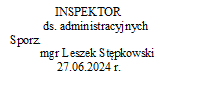 INSPEKTOR
ds. administracyjnych
Sporz.
mgr Leszek Stępkowski
27.06.2024 r.